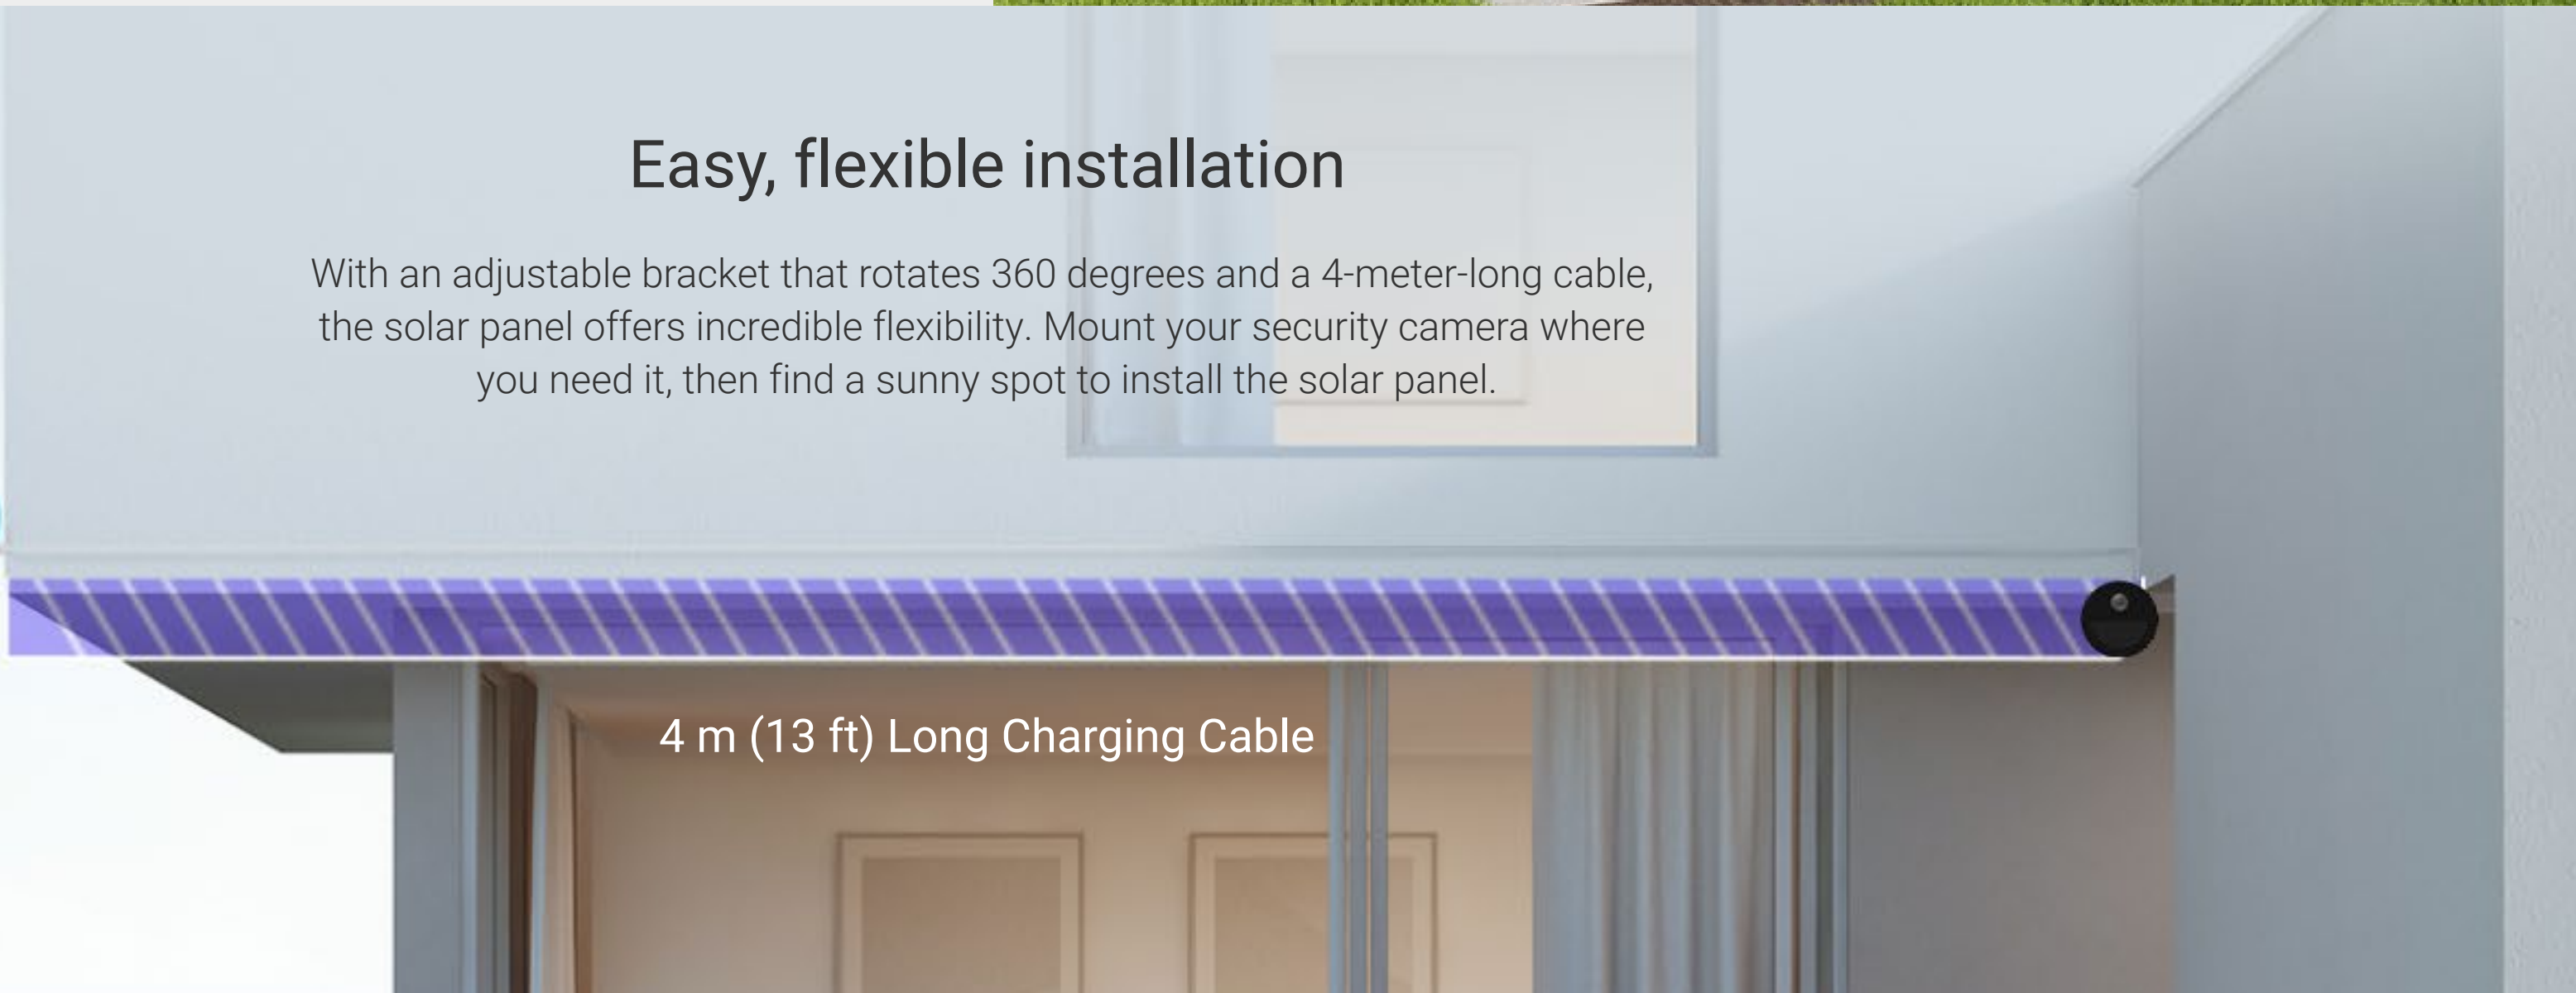 Easy, flexible installation
With an adjustable bracket that rotates 360 degrees and a 4-meter-long cable,
the solar panel offers incredible flexibility. Mount your security camera where
you need it, then find a sunny spot to install the solar panel.
4 m (13 ft) Long Charging Cable